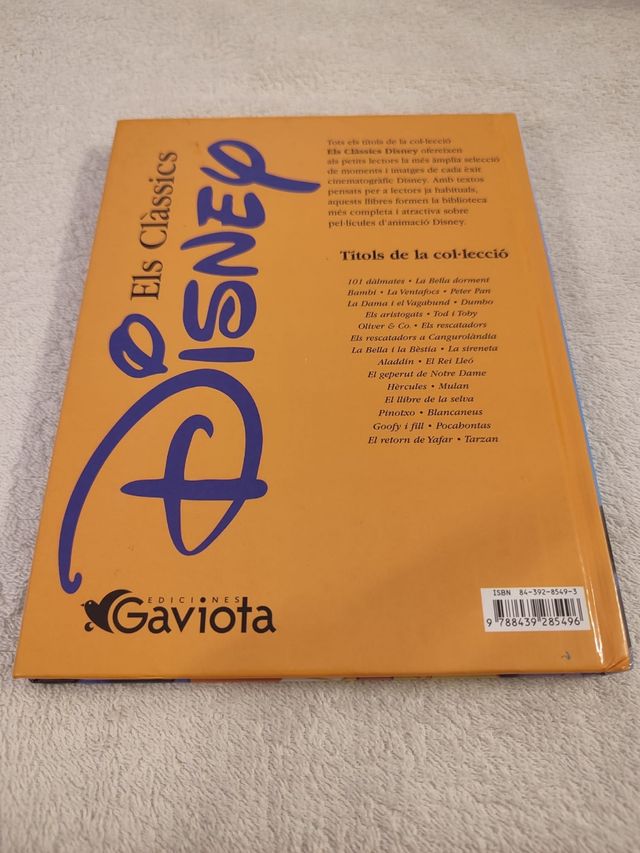 Els Clàssics
Disney
Tots els títols de la col·lecció
Els Clàssics Disney ofereixen
als petits lectors la més àmplia selecció
de moments i imatges de cada èxit
cinematogràfic Disney. Amb textos
pensats per a lectors ja habituals,
aquests llibres formen la biblioteca
més completa i atractiva sobre
pel·lícules d'animació Disney.
Títols de la col·lecció
101 dàlmates • La Bella dorment
Bambi • La Ventafocs • Peter Pan
La Dama i el Vagabund • Dumbo
Els aristogats • Tod i Toby
Oliver & Co. • Els rescatadors
Els rescatadors a Cangurolàndia
La Bella i la Bèstia • La sireneta
Aladdín • El Rei Lleó
El geperut de Notre Dame
Hèrcules • Mulan
El llibre de la selva
Pinotxo • Blancaneus
Goofy i fill • Pocahontas
El retorn de Yafar • Tarzan
EDICIONES
Gaviota
ISBN 84-392-8549-3
9 788439 285496